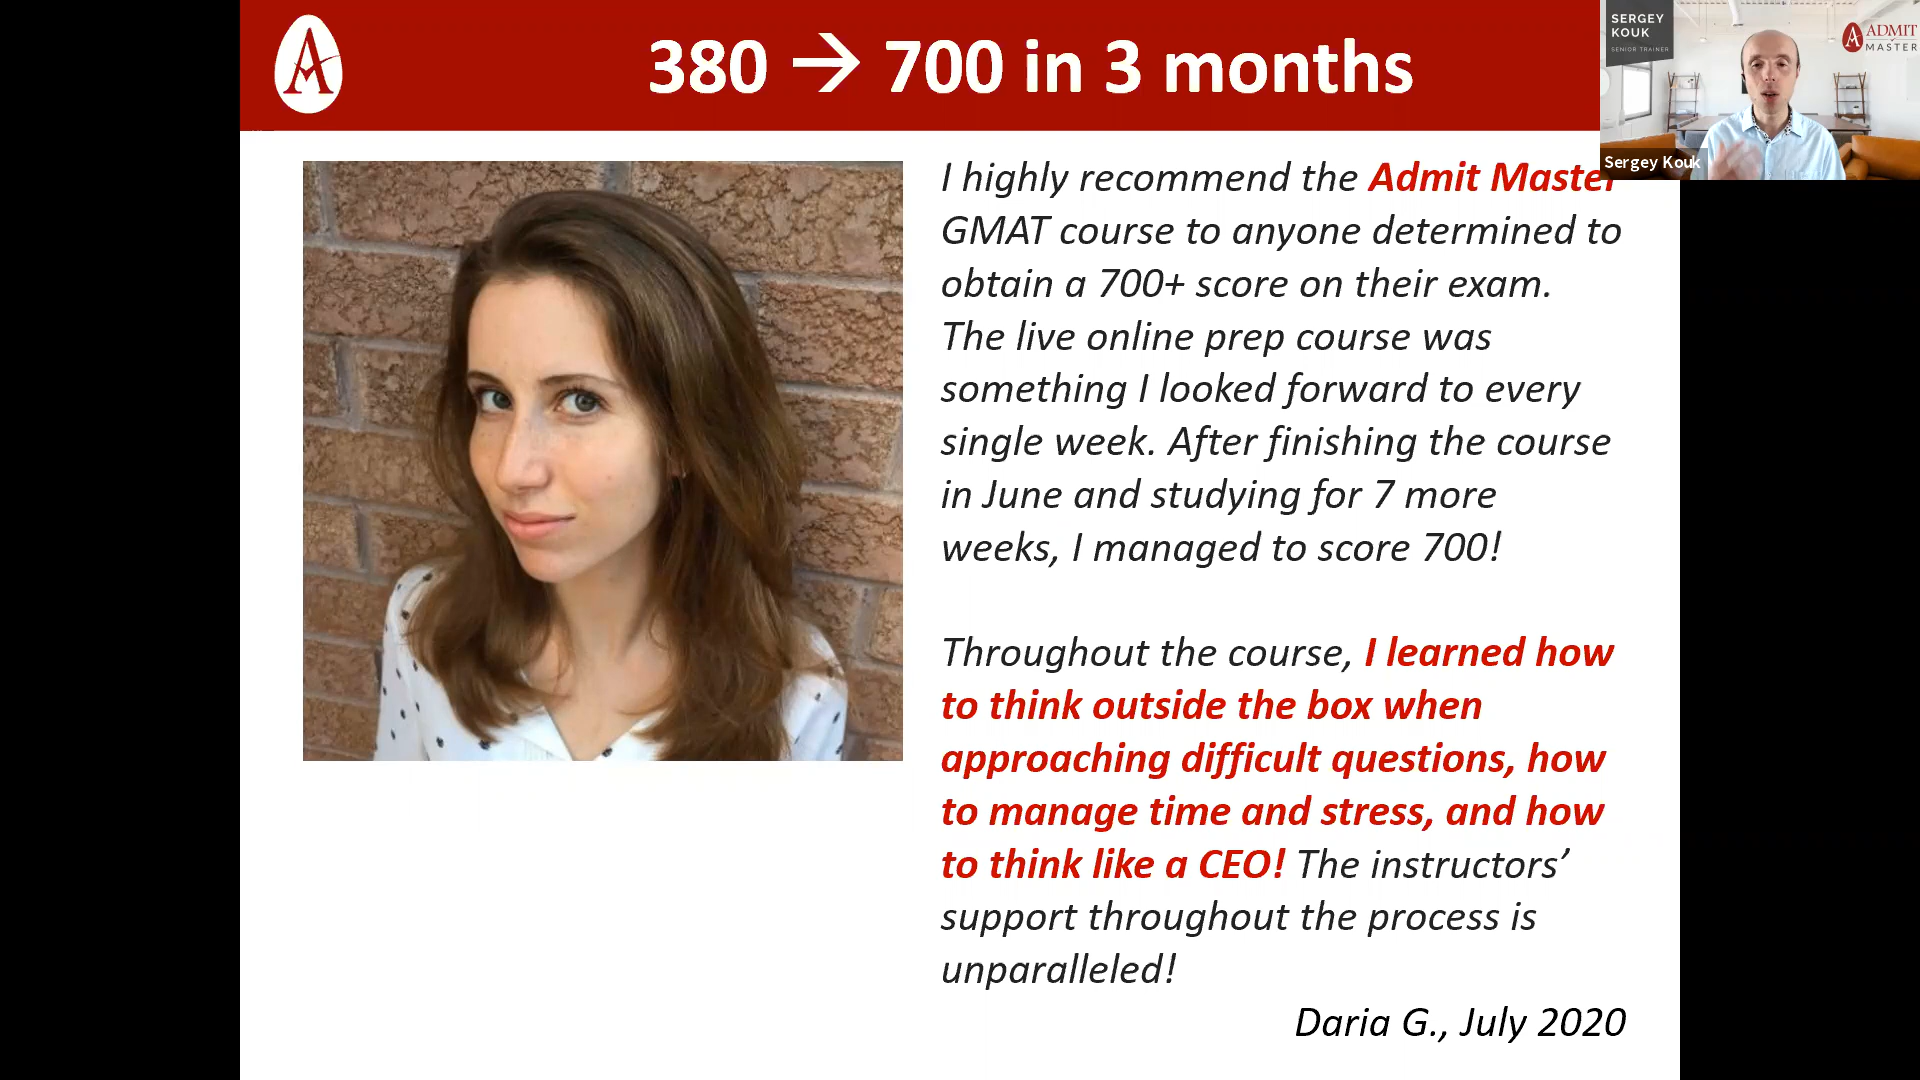 380 → 700 in 3 months
SERGEY
KOUK
SENIOR TRAINER
ADMIT
MASTER
Sergey Kouk
I highly recommend the Admit Master
GMAT course to anyone determined to
obtain a 700+ score on their exam.
The live online prep course was
something I looked forward to every
single week. After finishing the course
in June and studying for 7 more
weeks, I managed to score 700!
Throughout the course, I learned how
to think outside the box when
approaching difficult questions, how
to manage time and stress, and how
to think like a CEO! The instructors’
support throughout the process is
unparalleled!
Daria G., July 2020